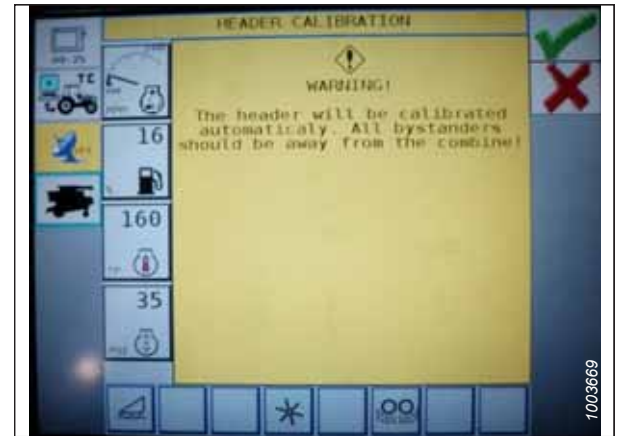 HEADER CALIBRATION
WARNING!
The header will be calibrated
automaticaly. All bystanders
should be away from the combine!
TC
16
160
35
1003669